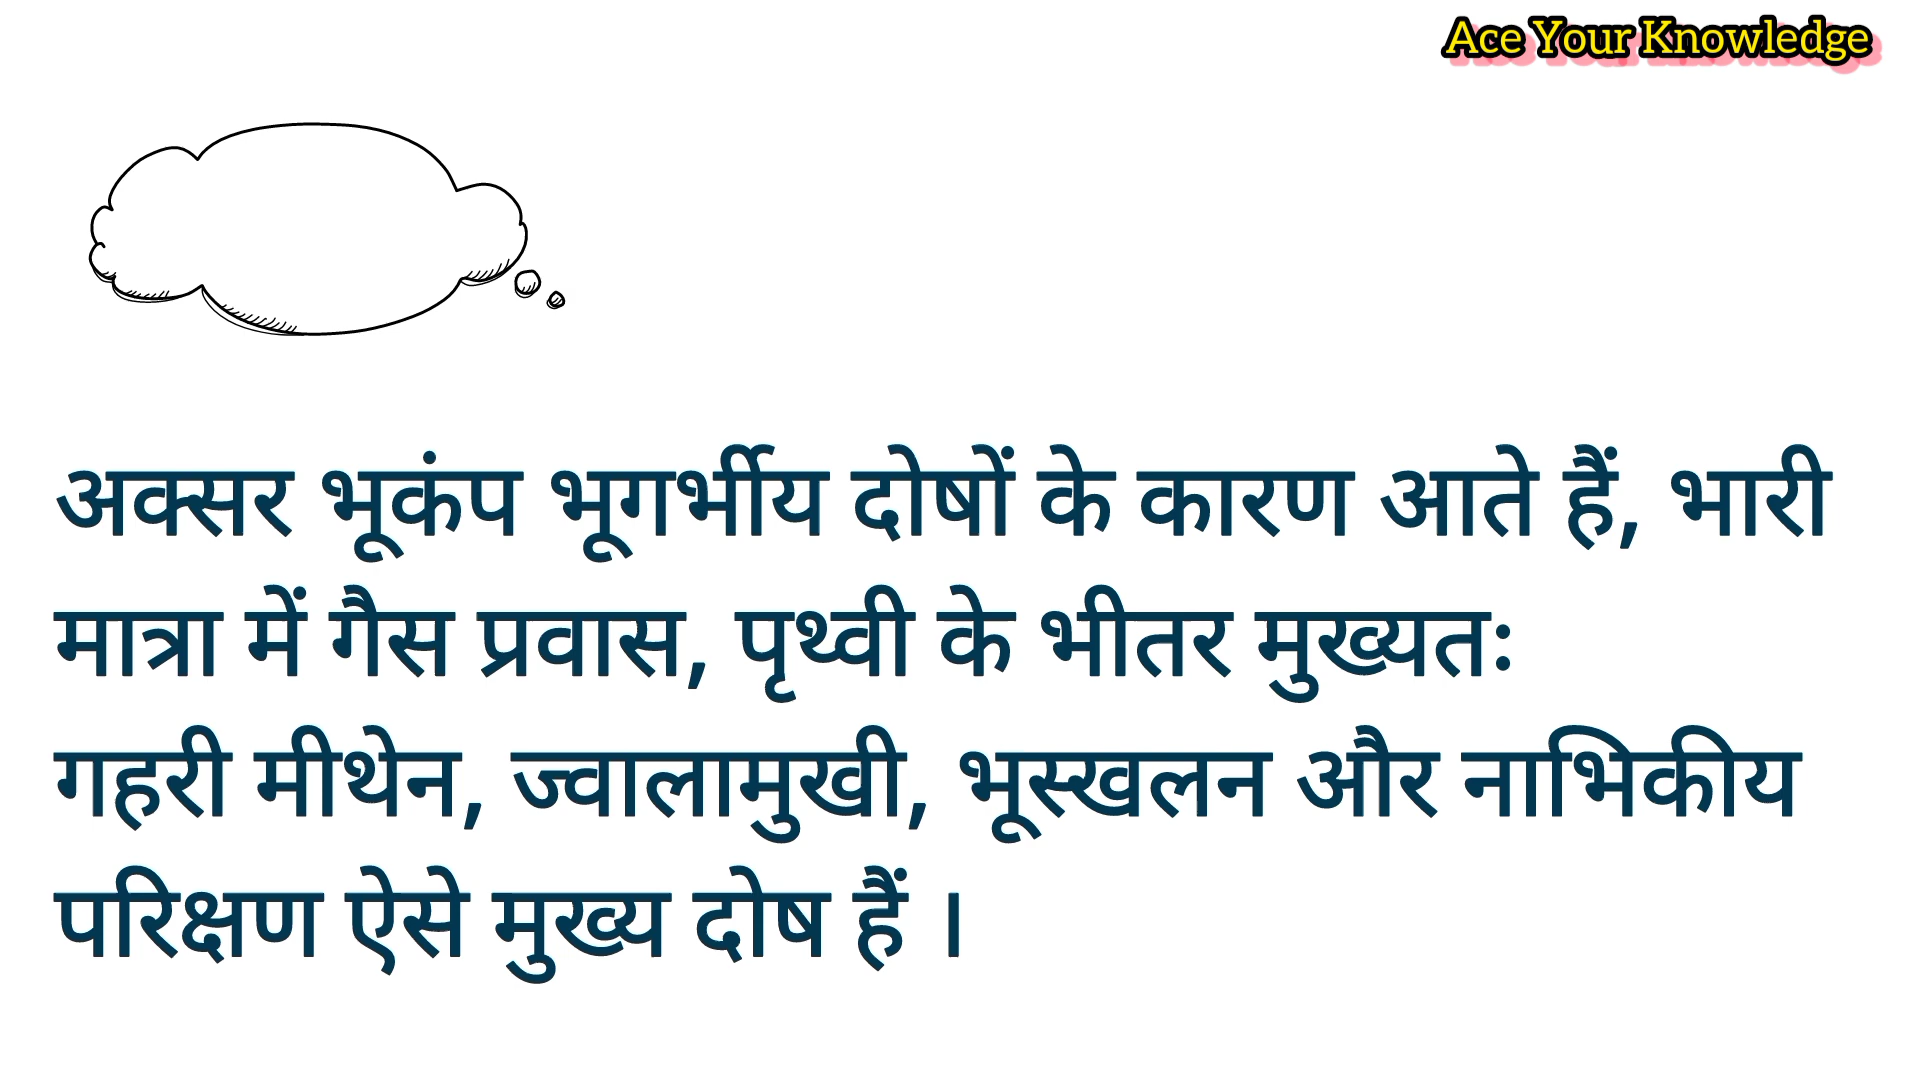 Ace Your Knowledge
अक्सर भूकंप भूगर्भीय दोषों के कारण आते हैं, भारी
मात्रा में गैस प्रवास, पृथ्वी के भीतर मुख्यतः
गहरी मीथेन, ज्वालामुखी, भूस्खलन और नाभिकीय
परिक्षण ऐसे मुख्य दोष हैं ।